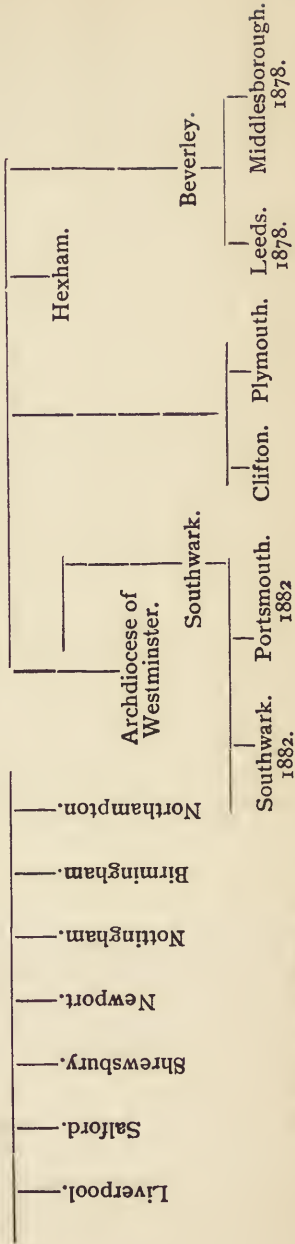 Liverpool.
Salford.
Shrewsbury.
Newport.
Nottingham.
Birmingham.
Northampton.
Archdiocese of
Westminster.
Hexham.
Southwark.
Beverley.
Southwark.
1882.
Portsmouth.
1882
Clifton.
Plymouth.
Leeds.
1878.
Middlesborough.
1878.